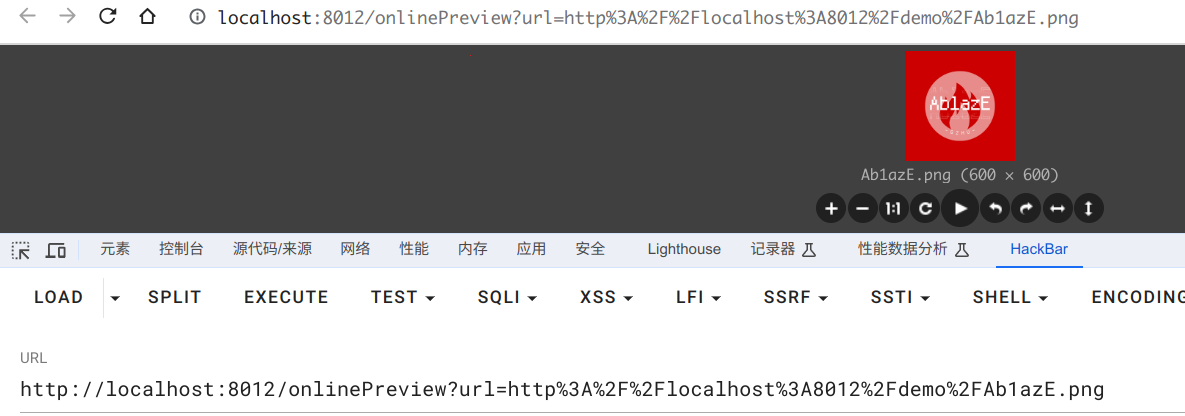 localhost:8012/onlinePreview?url=http%3A%2F%2Flocalhost%3A8012%2Fdemo%2FAb1azE.png
Ab1azE
Ab1azE.png (600 × 600)
1:1
元素 控制台 源代码/来源 网络 性能 内存 应用 安全 Lighthouse 记录器 性能数据分析 HackBar
LOAD SPLIT EXECUTE TEST SQLI XSS LFI SSRF SSTI SHELL ENCODING
URL
http://localhost:8012/onlinePreview?url=http%3A%2F%2Flocalhost%3A8012%2Fdemo%2FAb1azE.png